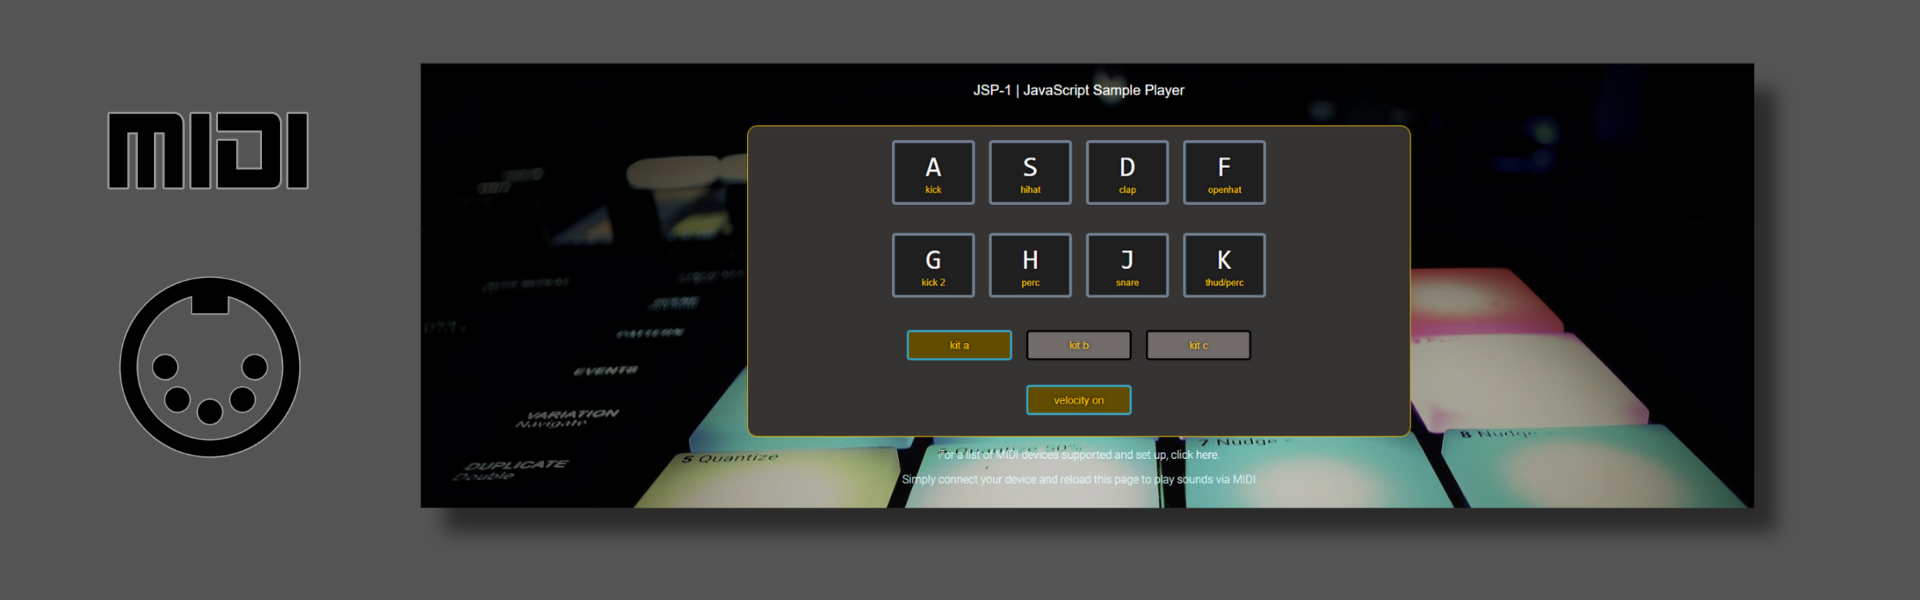 MIDI
JSP-1 | JavaScript Sample Player
A S D F
kick hihat clap openhat
G H J K
kick 2 perc snare thud/perc
kit a kit b kit c
velocity on
EVENTS
VARIATION
Navigate
DUPLICATE
Double
5 Quantize
7 Nudge
8 Nudge
For a list of MIDI devices supported and set up, click here.
Simply connect your device and reload this page to play sounds via MIDI